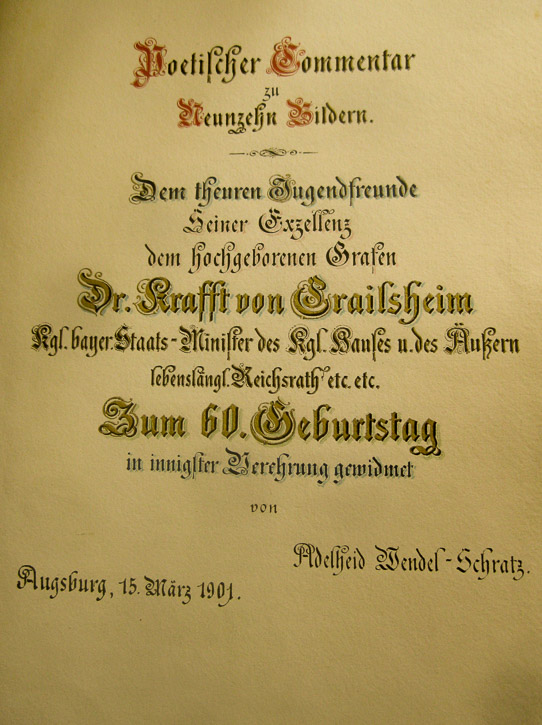 Poetischer Commentar
zu
Neunzehn Bildern.
Dem theuren Jugendfreunde
Seiner Exzellenz
dem hochgeborenen Grafen
Dr. Krafft von Crailsheim
Kgl. bayer. Staats-Minister des Kgl. Hauses u. des Äußern
lebenslängl. Reichsrath etc. etc.
Zum 60. Geburtstag
in innigster Verehrung gewidmet
von
Adelheid Wendel-Schratz.
Augsburg, 15. März 1901.